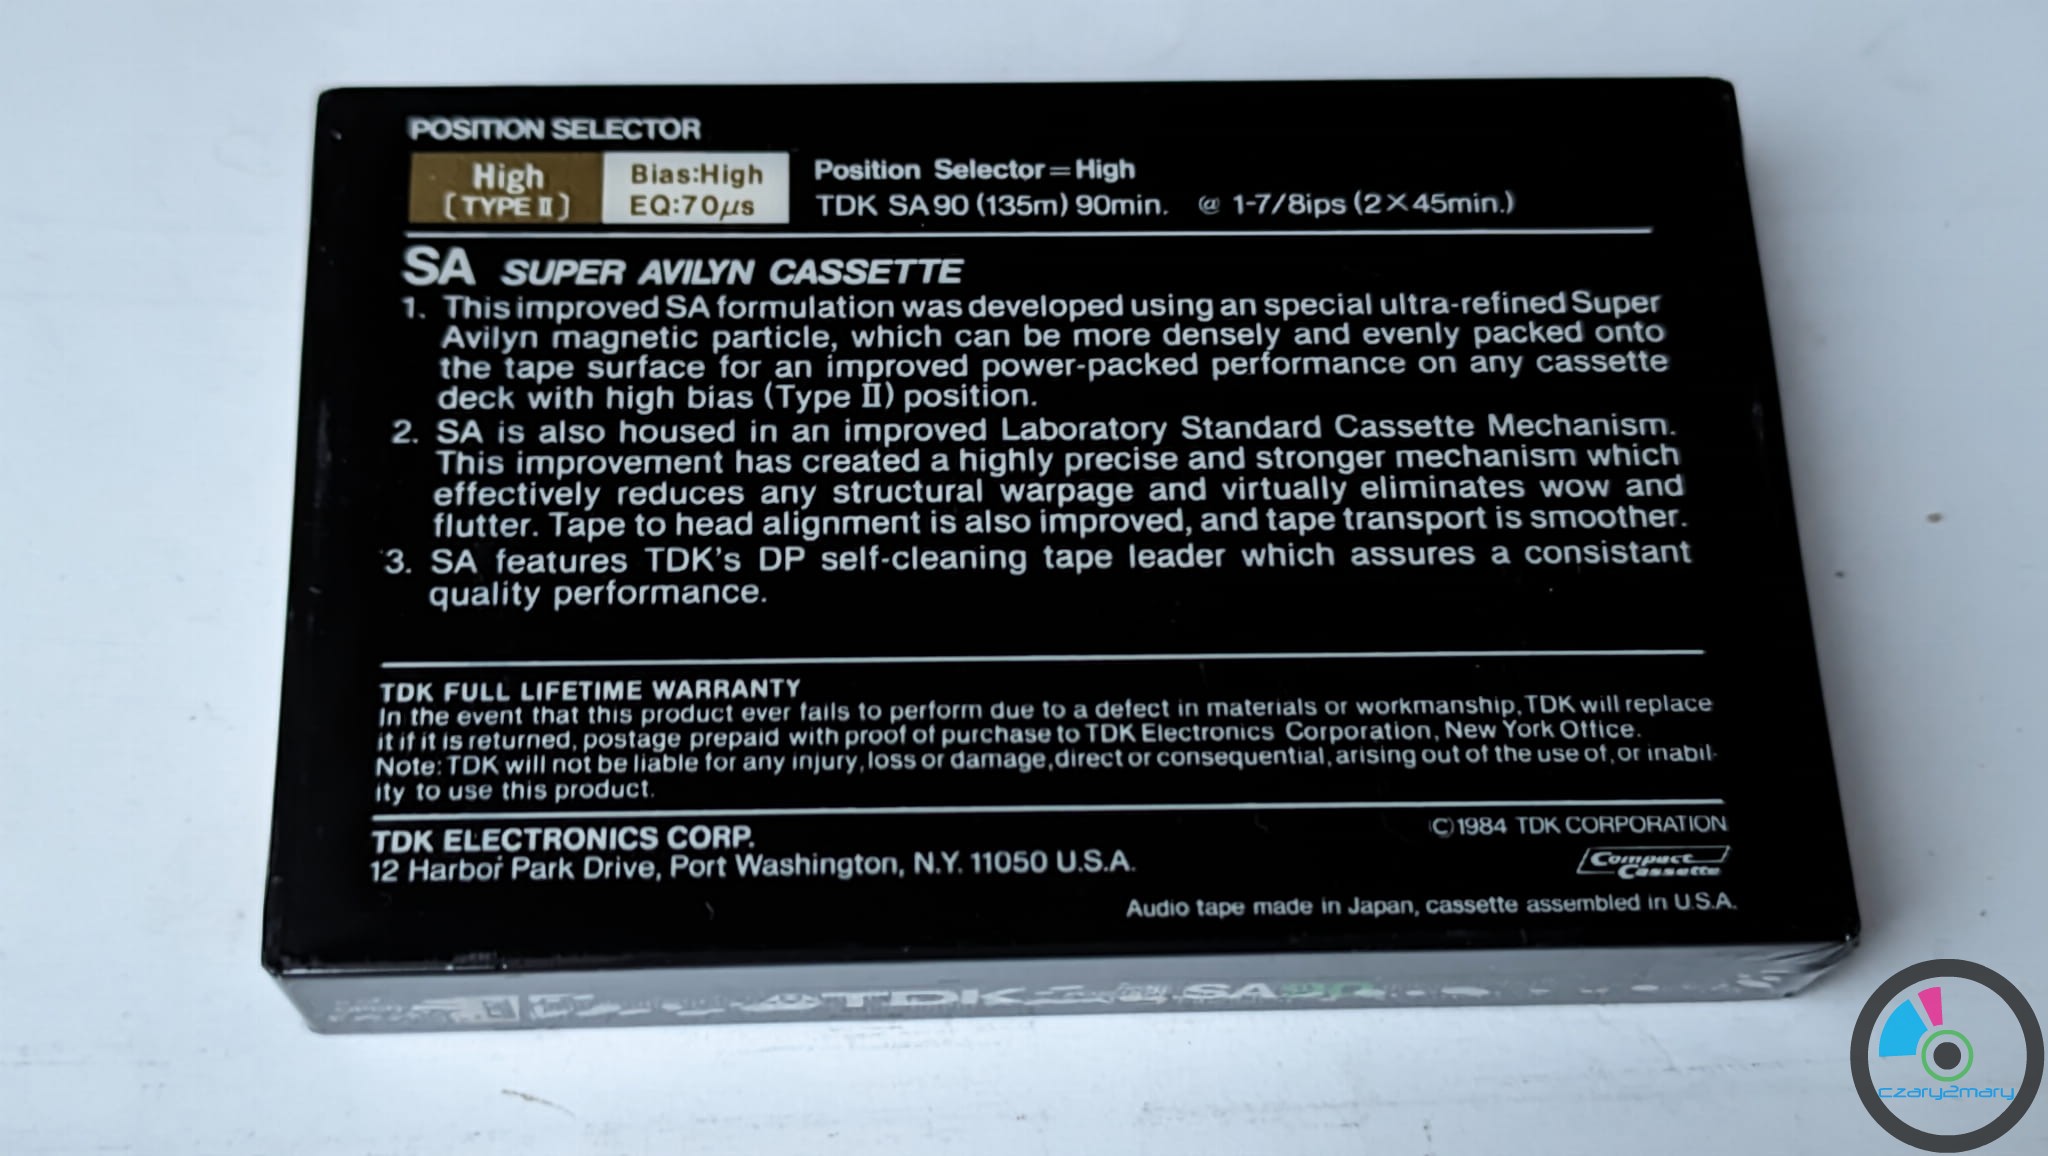 POSITION SELECTOR
High
[TYPE II]
Bias:High
EQ:70μs
Position Selector=High
TDK SA90 (135m) 90min. @ 1-7/8ips (2×45min.)
SA SUPER AVILYN CASSETTE
1. This improved SA formulation was developed using an special ultra-refined Super
Avilyn magnetic particle, which can be more densely and evenly packed onto
the tape surface for an improved power-packed performance on any cassette
deck with high bias (Type II) position.
2. SA is also housed in an improved Laboratory Standard Cassette Mechanism.
This improvement has created a highly precise and stronger mechanism which
effectively reduces any structural warpage and virtually eliminates wow and
flutter. Tape to head alignment is also improved, and tape transport is smoother.
3. SA features TDK's DP self-cleaning tape leader which assures a consistant
quality performance.
TDK FULL LIFETIME WARRANTY
In the event that this product ever fails to perform due to a defect in materials or workmanship, TDK will replace
it if it is returned, postage prepaid with proof of purchase to TDK Electronics Corporation, New York Office.
Note: TDK will not be liable for any injury, loss or damage, direct or consequential, arising out of the use of, or inabil-
ity to use this product.
TDK ELECTRONICS CORP.
12 Harbor Park Drive, Port Washington, N.Y. 11050 U.S.A.
©1984 TDK CORPORATION
Compact
Cassette
Audio tape made in Japan, cassette assembled in U.S.A.
TDK SA90
czary2mary